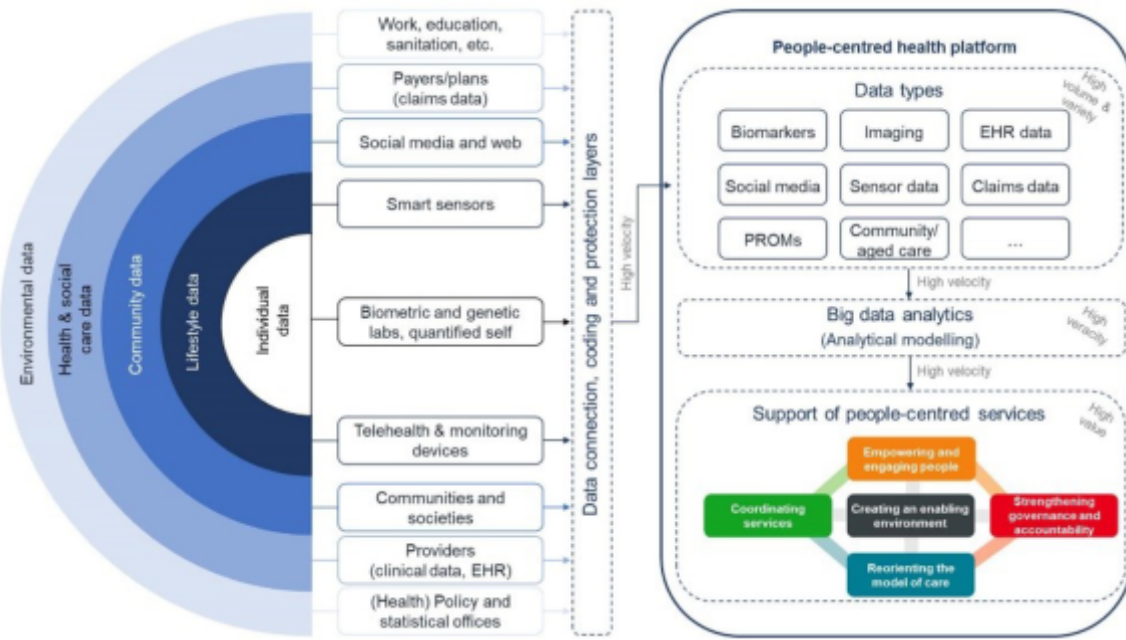 Environmental data
Health & social
care data
Community data
Lifestyle data
Individual
data
Work, education,
sanitation, etc.
Payers/plans
(claims data)
Social media and web
Smart sensors
Biometric and genetic
labs, quantified self
Telehealth & monitoring
devices
Communities and
societies
Providers
(clinical data, EHR)
(Health) Policy and
statistical offices
Data connection, coding and protection layers
High velocity
People-centred health platform
Data types
High
volume &
variety
Biomarkers
Imaging
EHR data
Social media
Sensor data
Claims data
PROMs
Community/
aged care
...
High velocity
Big data analytics
(Analytical modelling)
High
veracity
High velocity
Support of people-centred services
High
value
Empowering and
engaging people
Coordinating
services
Creating an enabling
environment
Strengthening
governance and
accountability
Reorienting the
model of care